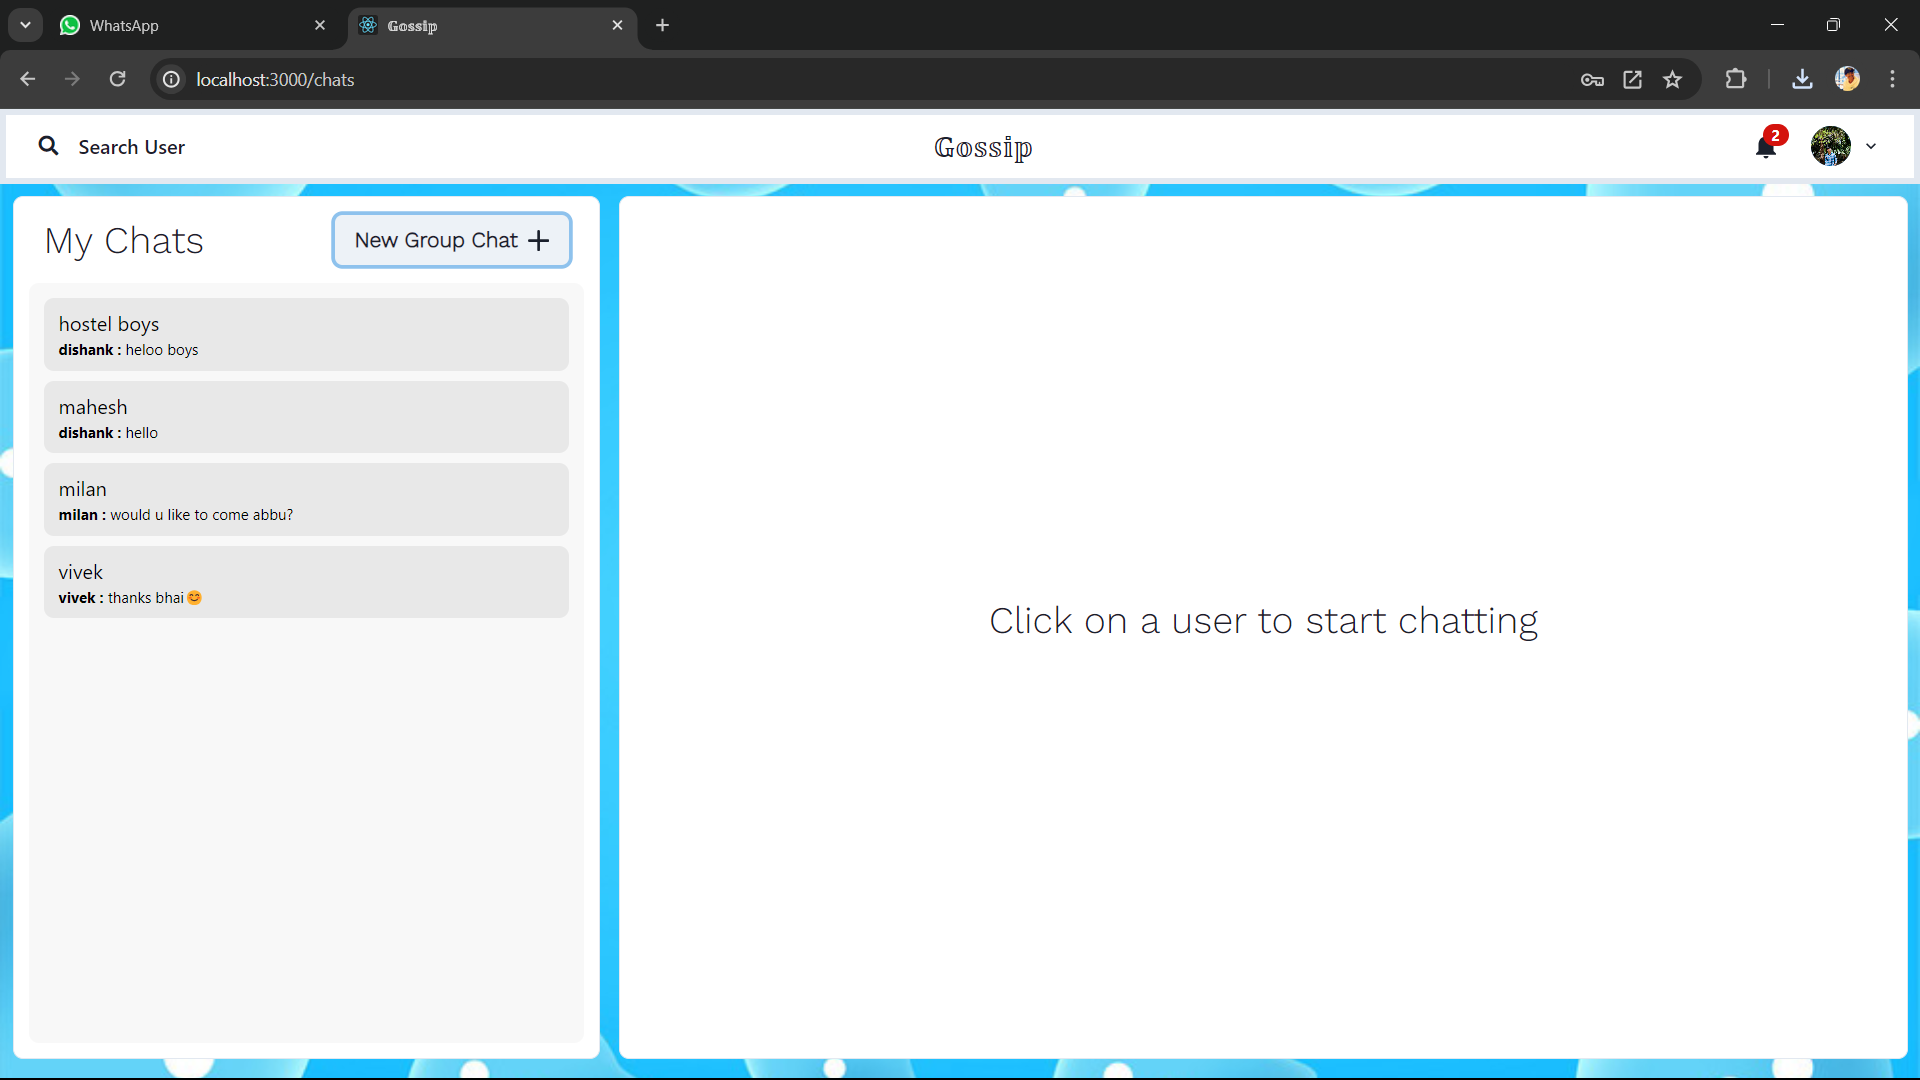 WhatsApp
𝔾𝕠𝕤𝕤𝕚𝕡
localhost:3000/chats
Search User
𝔾𝕠𝕤𝕤𝕚𝕡
2
My Chats
New Group Chat +
hostel boys
dishank : heloo boys
mahesh
dishank : hello
milan
milan : would u like to come abbu?
vivek
vivek : thanks bhai😊
Click on a user to start chatting